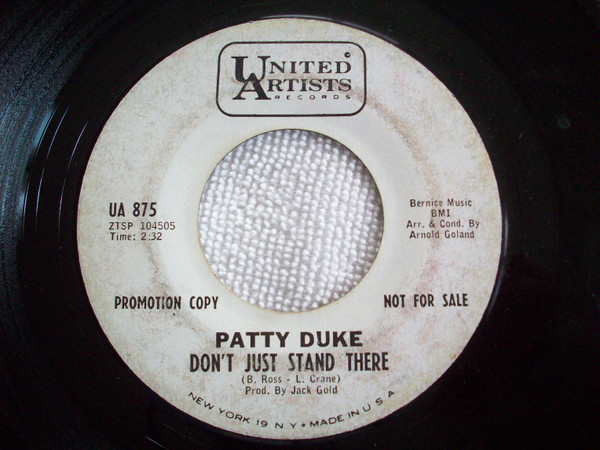 UNITED
ARTISTS
RECORDS
UA 875
ZTSP 104505
Time: 2:32
Bernice Music
BMI
Arr. & Cond. By
Arnold Goland
PROMOTION COPY
NOT FOR SALE
PATTY DUKE
DON'T JUST STAND THERE
(B. Ross - L. Crane)
Prod. By Jack Gold
NEW YORK 19 N Y • MADE IN U S A